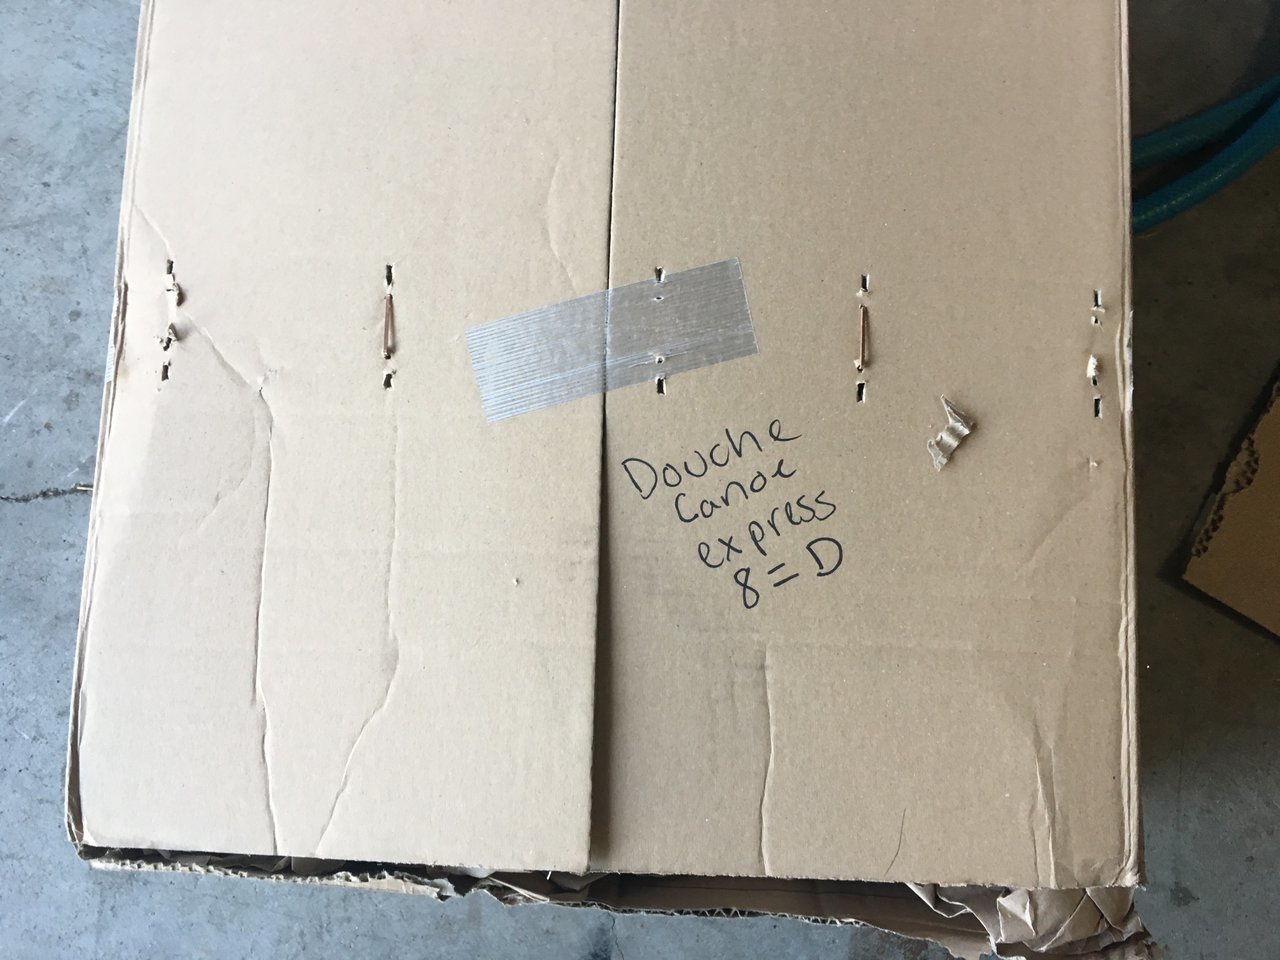 Douche
Canoe
express
8=D